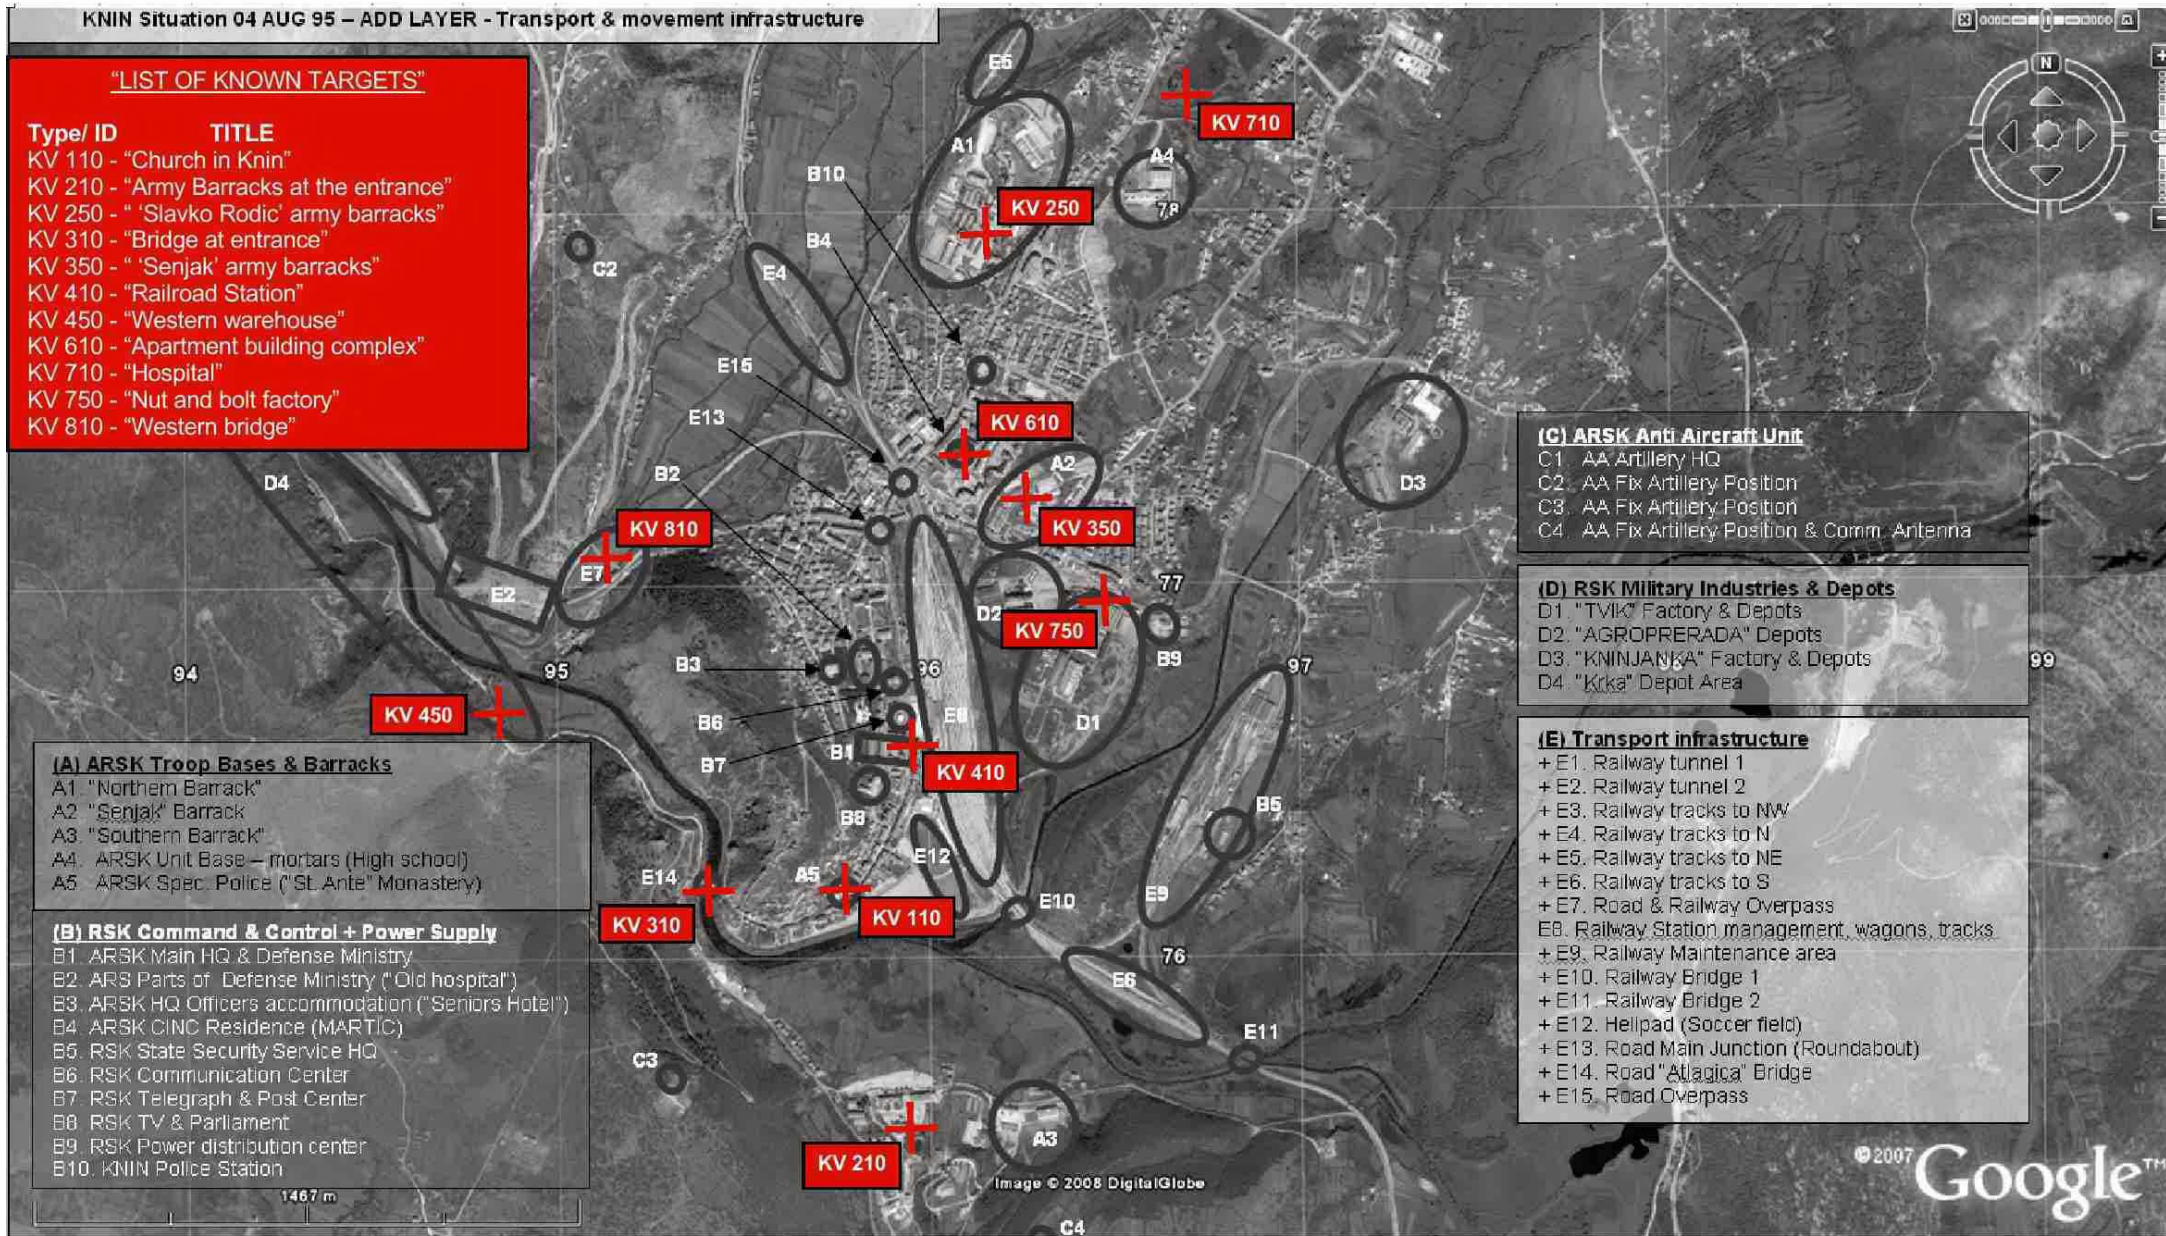 KNIN Situation 04 AUG 95 – ADD LAYER - Transport & movement infrastructure
“LIST OF KNOWN TARGETS”
Type/ ID TITLE
KV 110 - “Church in Knin”
KV 210 - “Army Barracks at the entrance”
KV 250 - “ ‘Slavko Rodic’ army barracks”
KV 310 - “Bridge at entrance”
KV 350 - “ ‘Senjak’ army barracks”
KV 410 - “Railroad Station”
KV 450 - “Western warehouse”
KV 610 - “Apartment building complex”
KV 710 - “Hospital”
KV 750 - “Nut and bolt factory”
KV 810 - “Western bridge”
E5
KV 710
A1
A4
B10
KV 250
78
B4
C2
E4
E15
E13
KV 610
B2
A2
D4
D3
KV 810
KV 350
E7
E2
D2
77
KV 750
B9
94
95
B3
96
97
99
KV 450
B6
E8
D1
B7
B1
KV 410
B8
B5
E12
E14
A5
E9
KV 310
KV 110
E10
76
E6
E11
C3
A3
KV 210
C4
(A) ARSK Troop Bases & Barracks
A1. "Northern Barrack"
A2. "Senjak" Barrack
A3. "Southern Barrack"
A4. ARSK Unit Base – mortars (High school)
A5. ARSK Spec. Police ("St. Ante" Monastery)
(B) RSK Command & Control + Power Supply
B1. ARSK Main HQ & Defense Ministry
B2. ARS Parts of Defense Ministry ("Old hospital")
B3. ARSK HQ Officers accommodation ("Seniors Hotel")
B4. ARSK CINC Residence (MARTIC)
B5. RSK State Security Service HQ
B6. RSK Communication Center
B7. RSK Telegraph & Post Center
B8. RSK TV & Parliament
B9. RSK Power distribution center
B10. KNIN Police Station
1467 m
(C) ARSK Anti Aircraft Unit
C1. AA Artillery HQ
C2. AA Fix Artillery Position
C3. AA Fix Artillery Position
C4. AA Fix Artillery Position & Comm. Antenna
(D) RSK Military Industries & Depots
D1. "TVIK" Factory & Depots
D2. "AGROPRERADA" Depots
D3. "KNINJANKA" Factory & Depots
D4. "Krka" Depot Area
(E) Transport infrastructure
+ E1. Railway tunnel 1
+ E2. Railway tunnel 2
+ E3. Railway tracks to NW
+ E4. Railway tracks to N
+ E5. Railway tracks to NE
+ E6. Railway tracks to S
+ E7. Road & Railway Overpass
E8. Railway Station management, wagons, tracks
+ E9. Railway Maintenance area
+ E10. Railway Bridge 1
+ E11. Railway Bridge 2
+ E12. Helipad (Soccer field)
+ E13. Road Main Junction (Roundabout)
+ E14. Road "Atlagica" Bridge
+ E15. Road Overpass
N
Image © 2008 DigitalGlobe
©2007 Google™